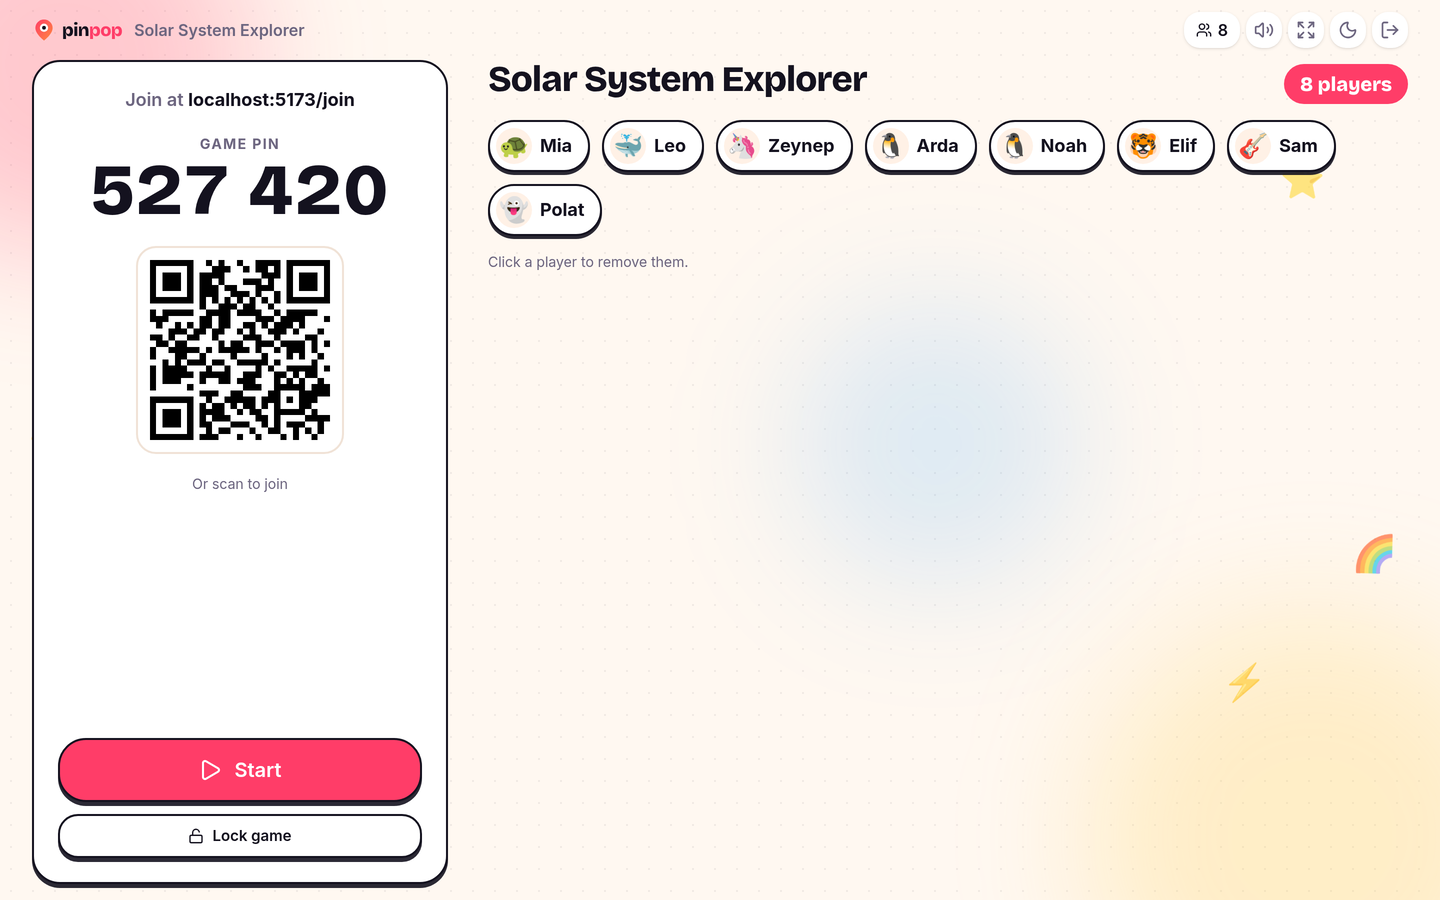 pinpop Solar System Explorer
8
Join at localhost:5173/join
GAME PIN
527 420
Or scan to join
Start
Lock game
Solar System Explorer
8 players
Mia Leo Zeynep Arda Noah Elif Sam
Polat
Click a player to remove them.